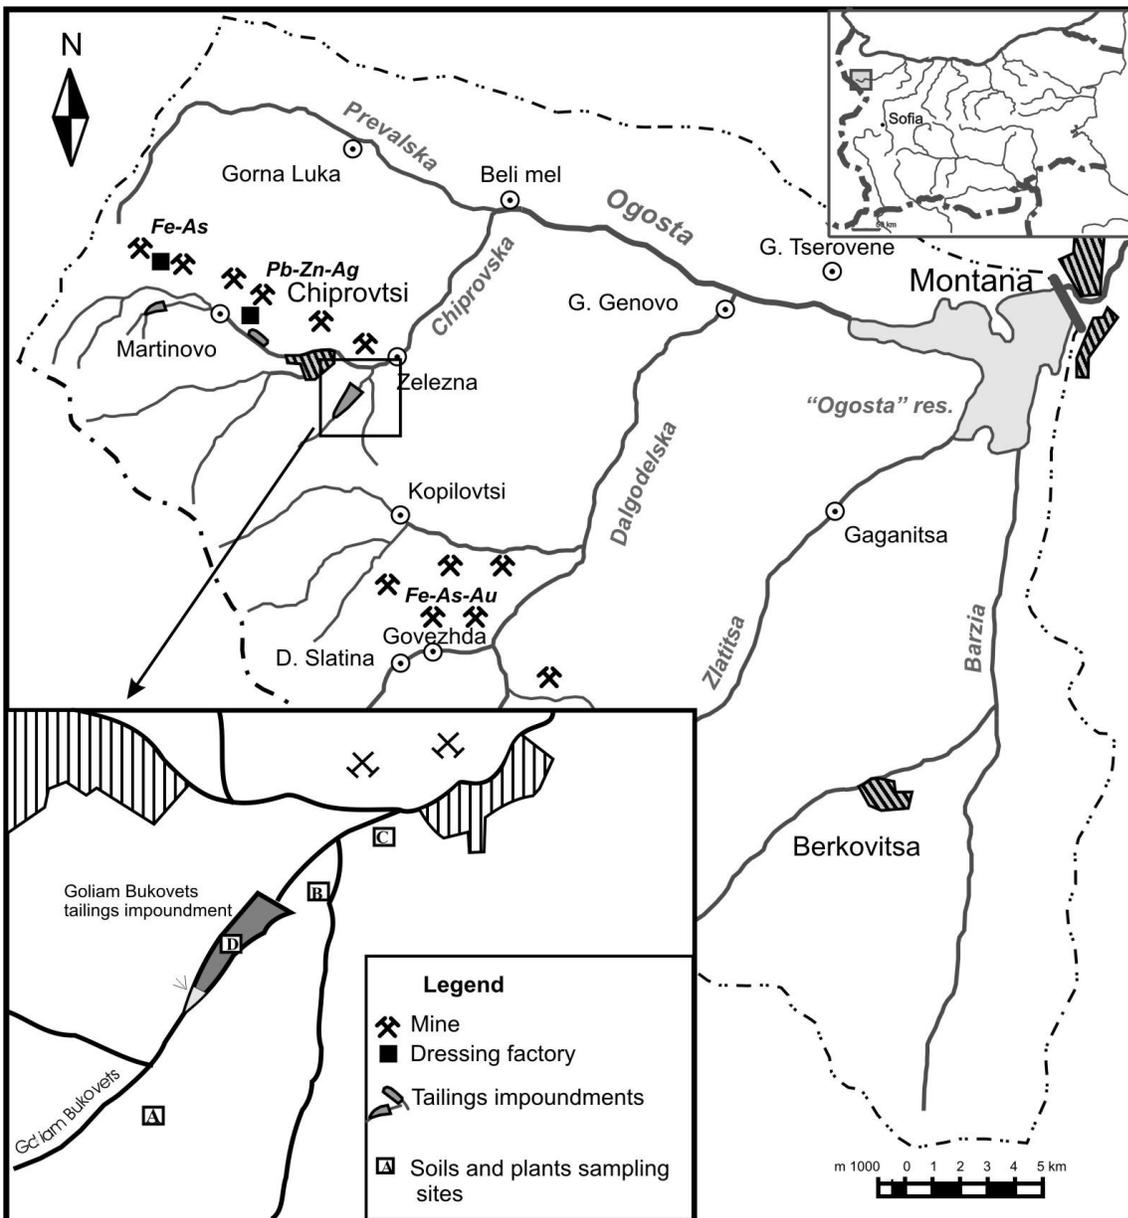 N
Sofia
Prevalska
Gorna Luka
Beli mel
Ogosta
G. Tserovene
Fe-As
Pb-Zn-Ag
Chiprovtsi
Chiprovska
Montana
G. Genovo
Martinovo
Zelezna
“Ogosta” res.
Dalgodelska
Kopilovtsi
Gaganitsa
Fe-As-Au
Govezhda
D. Slatina
Zlatitsa
Barzia
Berkovitsa
C
B
Goliam Bukovets
tailings impoundment
D
A
Legend
Mine
Dressing factory
Tailings impoundments
A
Soils and plants sampling
sites
m 1000 0 1 2 3 4 5 km